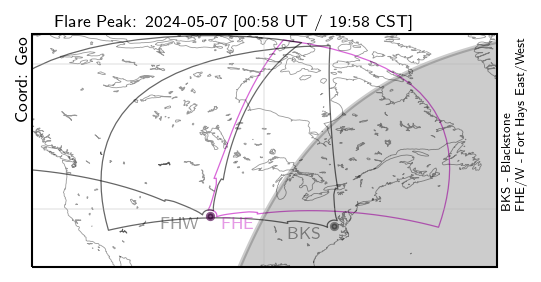 Flare Peak: 2024-05-07 [00:58 UT / 19:58 CST]
Coord: Geo
FHW
FHE
BKS
BKS - Blackstone
FHE/W - Fort Hays East/West